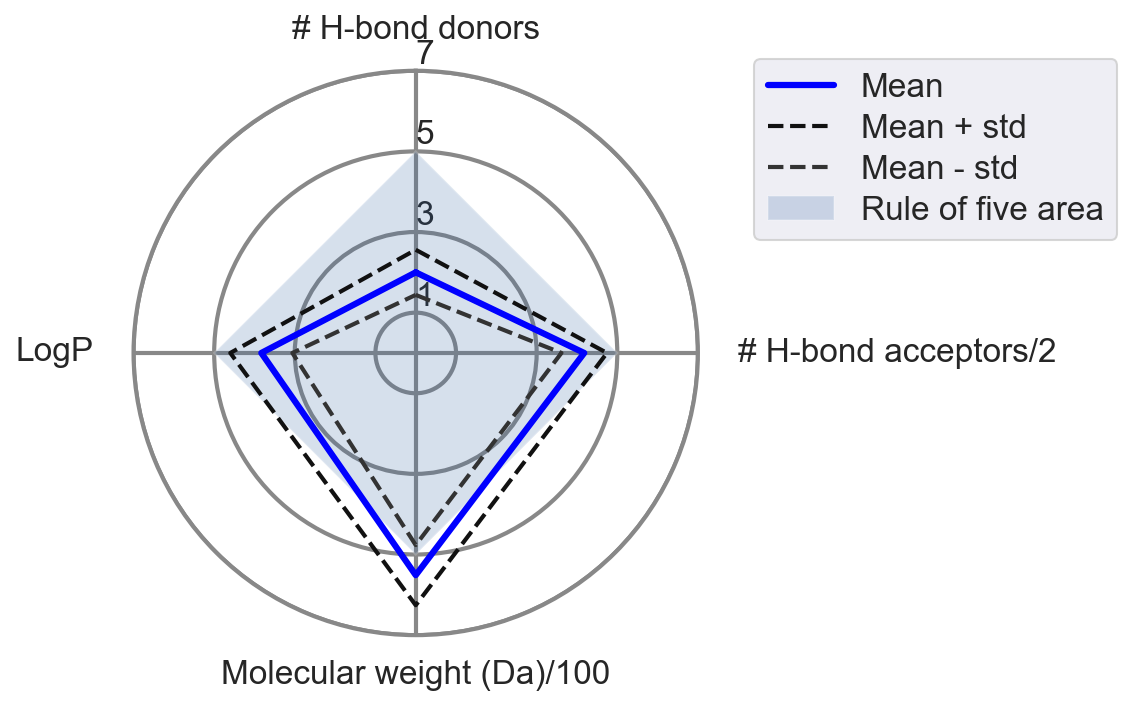 # H-bond donors
7
5
3
1
LogP
# H-bond acceptors/2
Molecular weight (Da)/100
Mean
Mean + std
Mean - std
Rule of five area